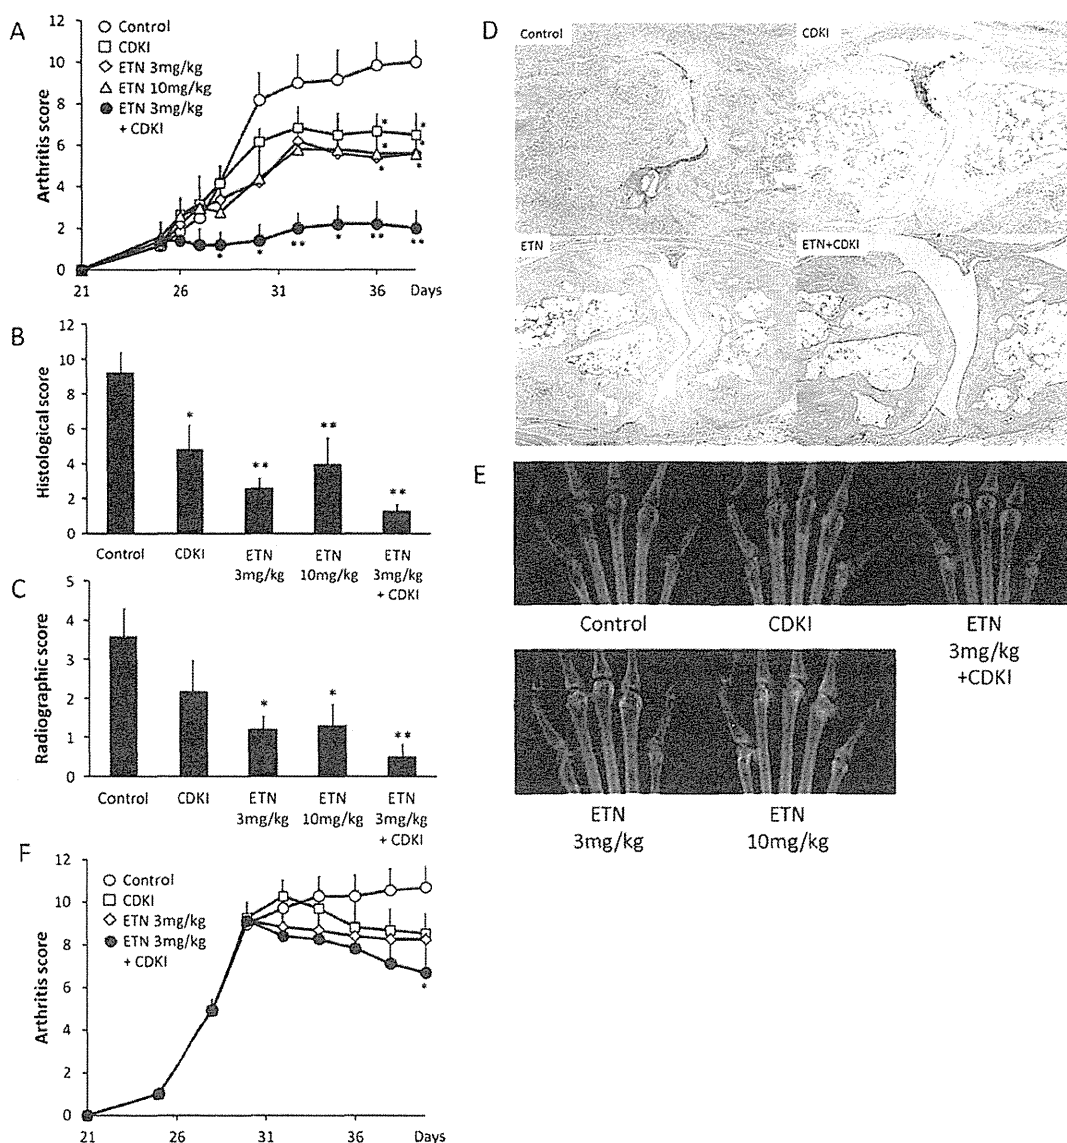 A
Arthritis score
12
10
8
6
4
2
0
Control
CDKI
ETN 3mg/kg
ETN 10mg/kg
ETN 3mg/kg
+ CDKI
*
*
*
*
*
*
*
*
**
*
**
**
21
26
31
36
Days
B
Histological score
12
10
8
6
4
2
0
*
**
**
**
Control
CDKI
ETN
3mg/kg
ETN
10mg/kg
ETN
3mg/kg
+ CDKI
C
Radiographic score
5
4
3
2
1
0
*
*
**
Control
CDKI
ETN
3mg/kg
ETN
10mg/kg
ETN
3mg/kg
+ CDKI
D
Control
CDKI
ETN
ETN+CDKI
E
Control
CDKI
ETN
3mg/kg
+CDKI
ETN
3mg/kg
ETN
10mg/kg
F
Arthritis score
12
10
8
6
4
2
0
Control
CDKI
ETN 3mg/kg
ETN 3mg/kg
+ CDKI
*
21
26
31
36
Days